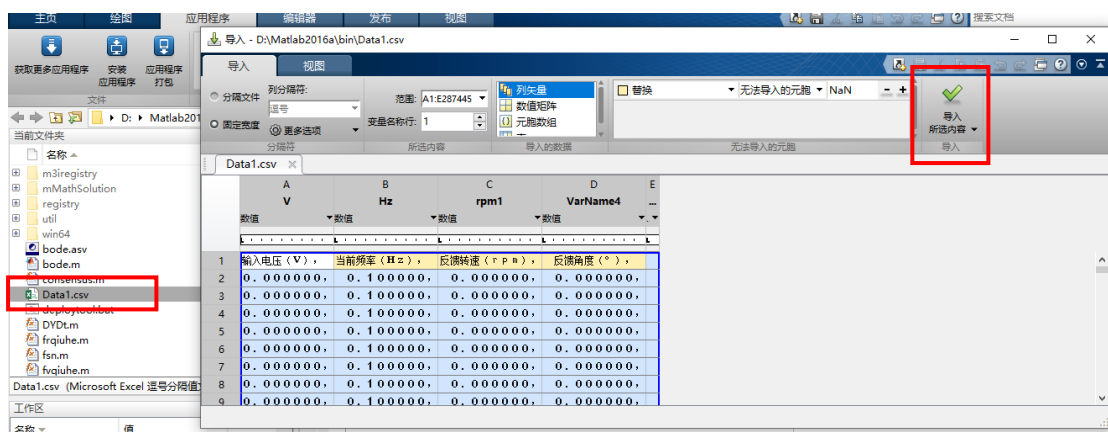 主页 绘图 应用程序 编辑器 发布 视图 搜索文档
获取更多应用程序 安装应用程序 应用程序打包
文件
D: Matlab201
当前文件夹
名称
m3iregistry
mMathSolution
registry
util
win64
bode.asv
bode.m
consensus.m
Data1.csv
deploytool.bat
DYDt.m
frqiuhe.m
fsn.m
fvqiuhe.m
Data1.csv (Microsoft Excel 逗号分隔值
工作区
名称 值
导入 - D:\Matlab2016a\bin\Data1.csv
导入 视图
分隔文件 列分隔符:
逗号
固定宽度 更多选项
分隔符
范围: A1:E287445
变量名称行: 1
所选内容
列矢量
数值矩阵
元胞数组
导入的数据
替换 无法导入的元胞 NaN - +
无法导入的元胞
导入
所选内容
导入
Data1.csv
A B C D E
V Hz rpm1 VarName4 ...
数值 数值 数值 数值
1 输入电压(V), 当前频率(Hz), 反馈转速(rpm), 反馈角度(°),
2 0.000000, 0.100000, 0.000000, 0.000000,
3 0.000000, 0.100000, 0.000000, 0.000000,
4 0.000000, 0.100000, 0.000000, 0.000000,
5 0.000000, 0.100000, 0.000000, 0.000000,
6 0.000000, 0.100000, 0.000000, 0.000000,
7 0.000000, 0.100000, 0.000000, 0.000000,
8 0.000000, 0.100000, 0.000000, 0.000000,
9 0.000000, 0.100000, 0.000000, 0.000000,